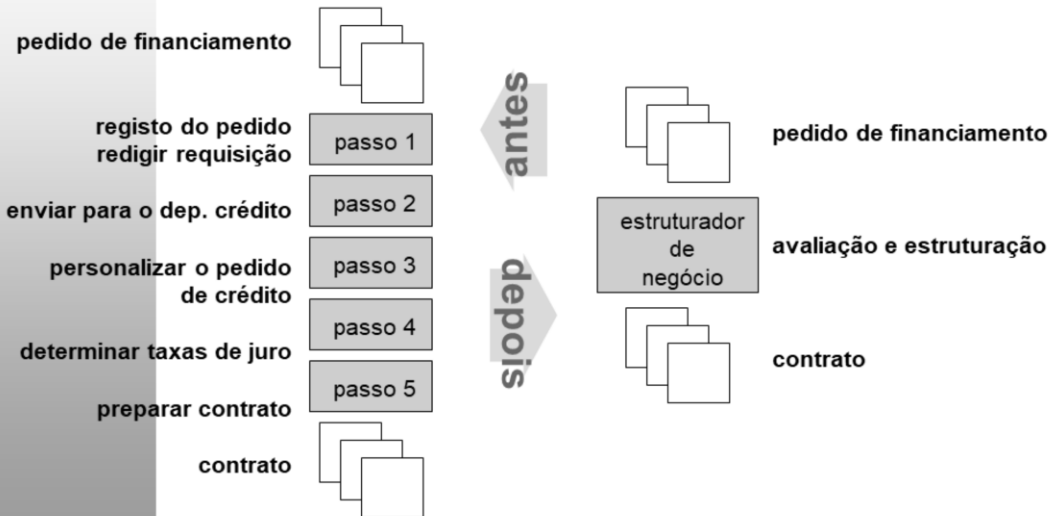 pedido de financiamento
registo do pedido
redigir requisição
passo 1
enviar para o dep. crédito
passo 2
personalizar o pedido
de crédito
passo 3
determinar taxas de juro
passo 4
preparar contrato
passo 5
contrato
antes
depois
pedido de financiamento
estruturador
de
negócio
avaliação e estruturação
contrato